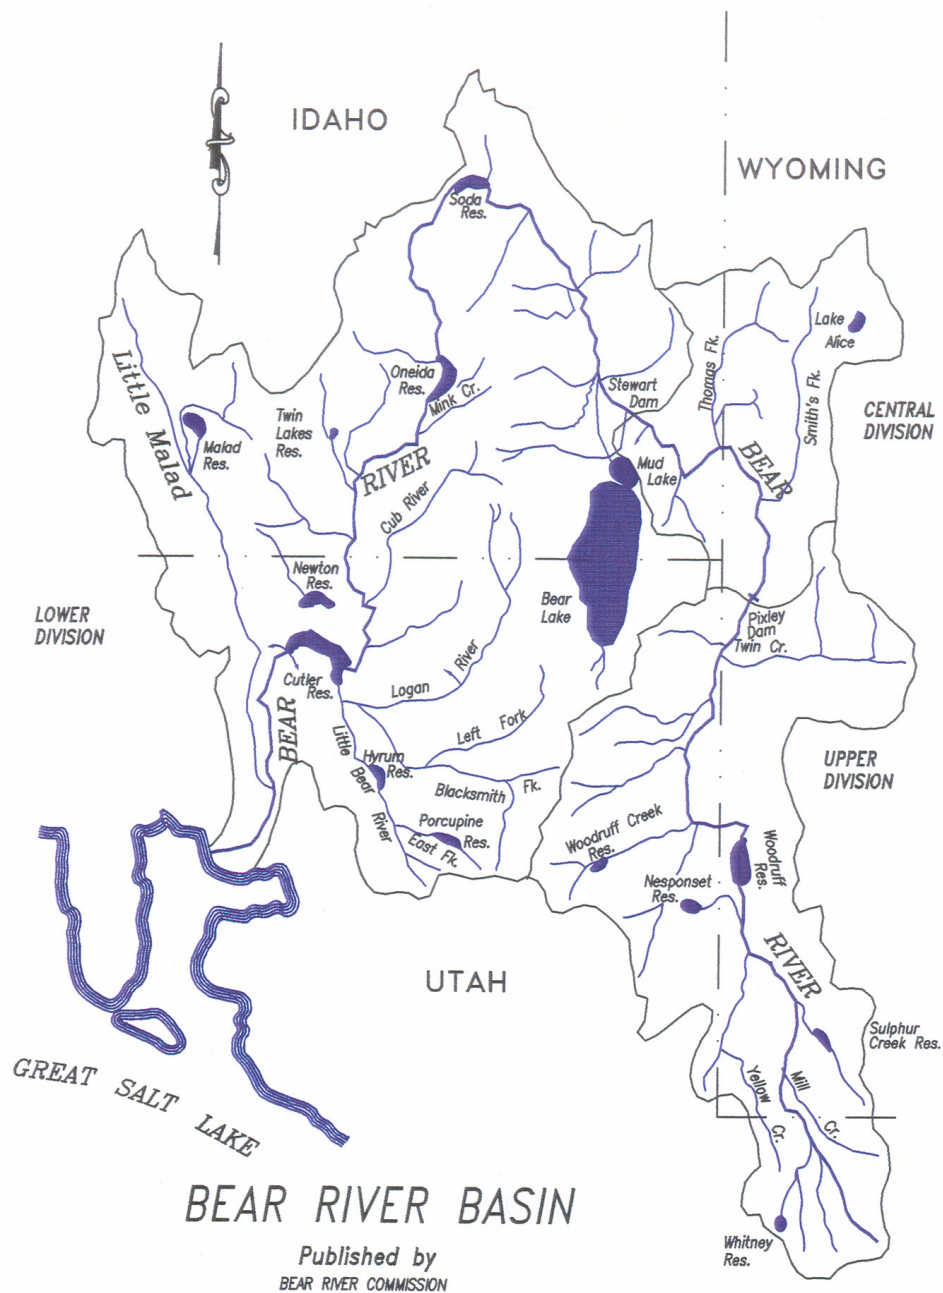 IDAHO
WYOMING
Soda
Res.
Lake
Alice
Thomas Fk.
Smith's Fk.
Little Malad
Oneida
Res.
Mink Cr.
Stewart
Dam
CENTRAL
DIVISION
Twin
Lakes
Res.
Malad
Res.
RIVER
BEAR
Mud
Lake
Cub River
Newton
Res.
Bear
Lake
LOWER
DIVISION
Pixley
Dam
Twin Cr.
River
Logan
Cutler
Res.
BEAR
Left Fork
Little Bear River
Hyrum
Res.
Blacksmith Fk.
UPPER
DIVISION
Porcupine
Res.
East Fk.
Woodruff Creek
Res.
Woodruff
Res.
Nesponset
Res.
RIVER
UTAH
Sulphur
Creek Res.
GREAT SALT LAKE
Yellow Cr.
Mill Cr.
Whitney
Res.
BEAR RIVER BASIN
Published by
BEAR RIVER COMMISSION